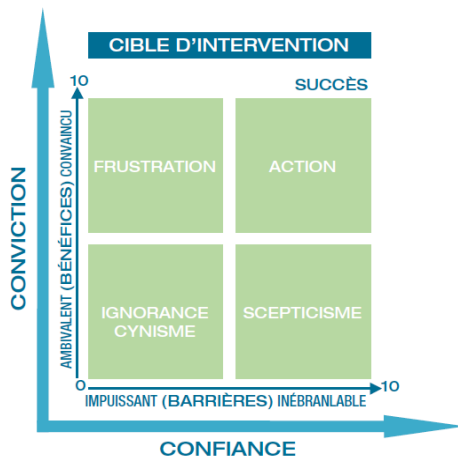 CIBLE D'INTERVENTION
10
SUCCÈS
FRUSTRATION
ACTION
CONVICTION
AMBIVALENT (BÉNÉFICES) CONVAINCU
IGNORANCE
CYNISME
SCEPTICISME
0
10
IMPUISSANT (BARRIÈRES) INÉBRANLABLE
CONFIANCE